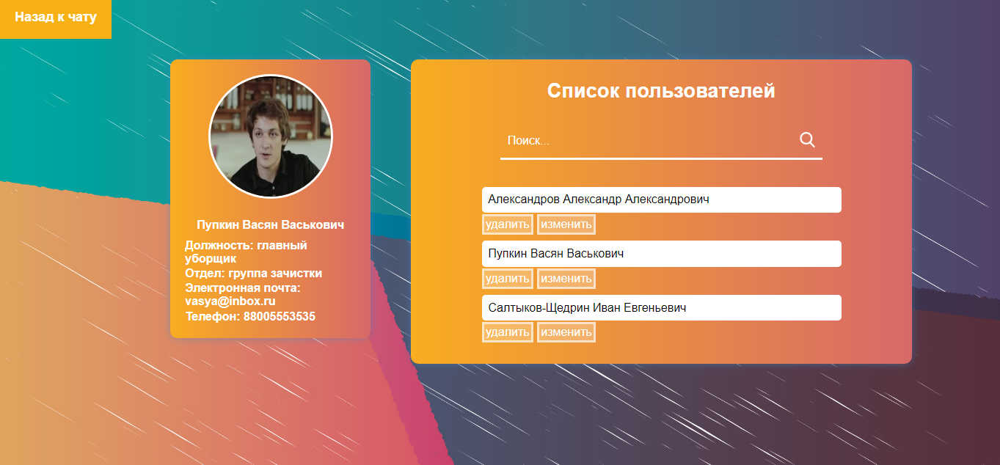 Назад к чату
Пупкин Васян Васькович
Должность: главный
уборщик
Отдел: группа зачистки
Электронная почта:
vasya@inbox.ru
Телефон: 88005553535
Список пользователей
Поиск...
Александров Александр Александрович
удалить изменить
Пупкин Васян Васькович
удалить изменить
Салтыков-Щедрин Иван Евгеньевич
удалить изменить